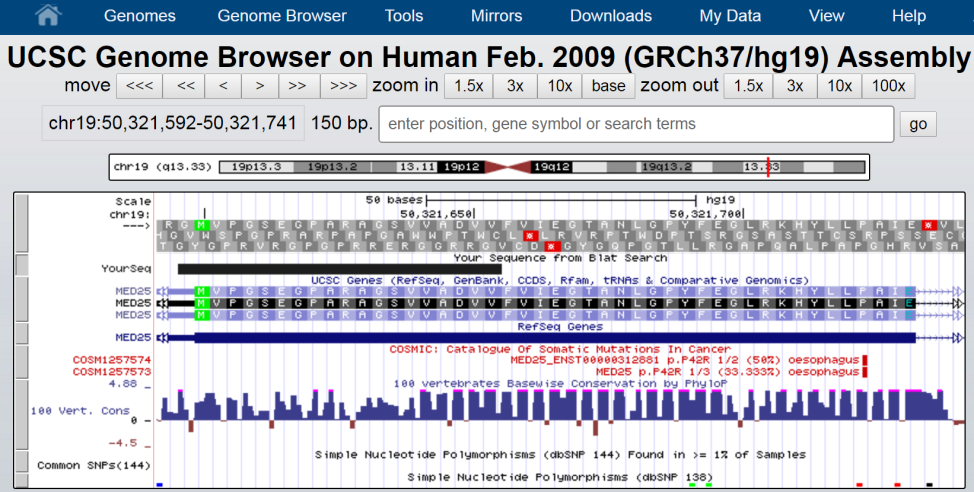 Genomes Genome Browser Tools Mirrors Downloads My Data View Help
UCSC Genome Browser on Human Feb. 2009 (GRCh37/hg19) Assembly
move <<< << < > >> >>> zoom in 1.5x 3x 10x base zoom out 1.5x 3x 10x 100x
chr19:50,321,592-50,321,741 150 bp. enter position, gene symbol or search terms go
chr19 (q13.33) 19p13.3 19p13.2 13.11 19p12 19q12 19q13.2 13.33
Scale 50 bases hg19
chr19: 50,321,650 50,321,700
---> R G M V P G S E G P A R A G S V V A D V V F V I E G T A N L G P Y F E G L R K H Y L L P A I E * V L
Your Sequence from Blat Search
YourSeq
UCSC Genes (RefSeq, GenBank, CCDS, Rfam, tRNAs & Comparative Genomics)
MED25 M V P G S E G P A R A G S V V A D V V F V I E G T A N L G P Y F E G L R K H Y L L P A I E
MED25 M V P G S E G P A R A G S V V A D V V F V I E G T A N L G P Y F E G L R K H Y L L P A I E
MED25 M V P G S E G P A R A G S V V A D V V F V I E G T A N L G P Y F E G L R K H Y L L P A I E
RefSeq Genes
MED25
COSMIC: Catalogue Of Somatic Mutations In Cancer
COSM1257574 MED25_ENST00000312881 p.P42R 1/2 (50%) oesophagus
COSM1257573 MED25 p.P42R 1/3 (33.333%) oesophagus
4.88 _ 100 vertebrates Basewise Conservation by PhyloP
100 Vert. Cons 0 -
-4.5 _
Simple Nucleotide Polymorphisms (dbSNP 144) Found in >= 1% of Samples
Common SNPs(144)
Simple Nucleotide Polymorphisms (dbSNP 138)